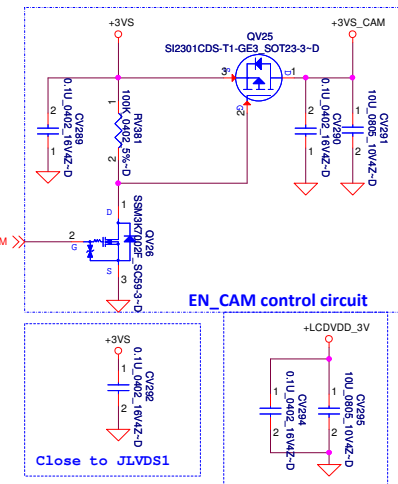 +3VS
QV25
SI2301CDS-T1-GE3_SOT23-3~D
+3VS_CAM
3
S
D
1
G
2
2
1
CV289
0.1U_0402_16V4Z~D
1
2
RV381
100K_0402_5%~D
2
1
CV290
0.1U_0402_16V4Z~D
2
1
CV291
10U_0805_10V4Z~D
D
1
M
2
G
S
3
QV26
SSM3K7002F_SC59-3~D
EN_CAM control circuit
+3VS
1
2
CV292
0.1U_0402_16V4Z~D
Close to JLVDS1
+LCDVDD_3V
1
2
CV294
0.1U_0402_16V4Z~D
1
2
CV295
10U_0805_10V4Z~D